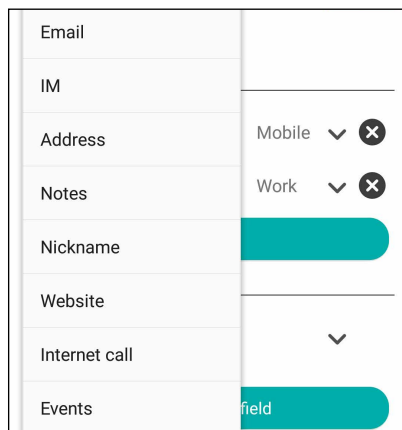 Email
IM
Address
Mobile
Notes
Work
Nickname
Website
Internet call
Events
field